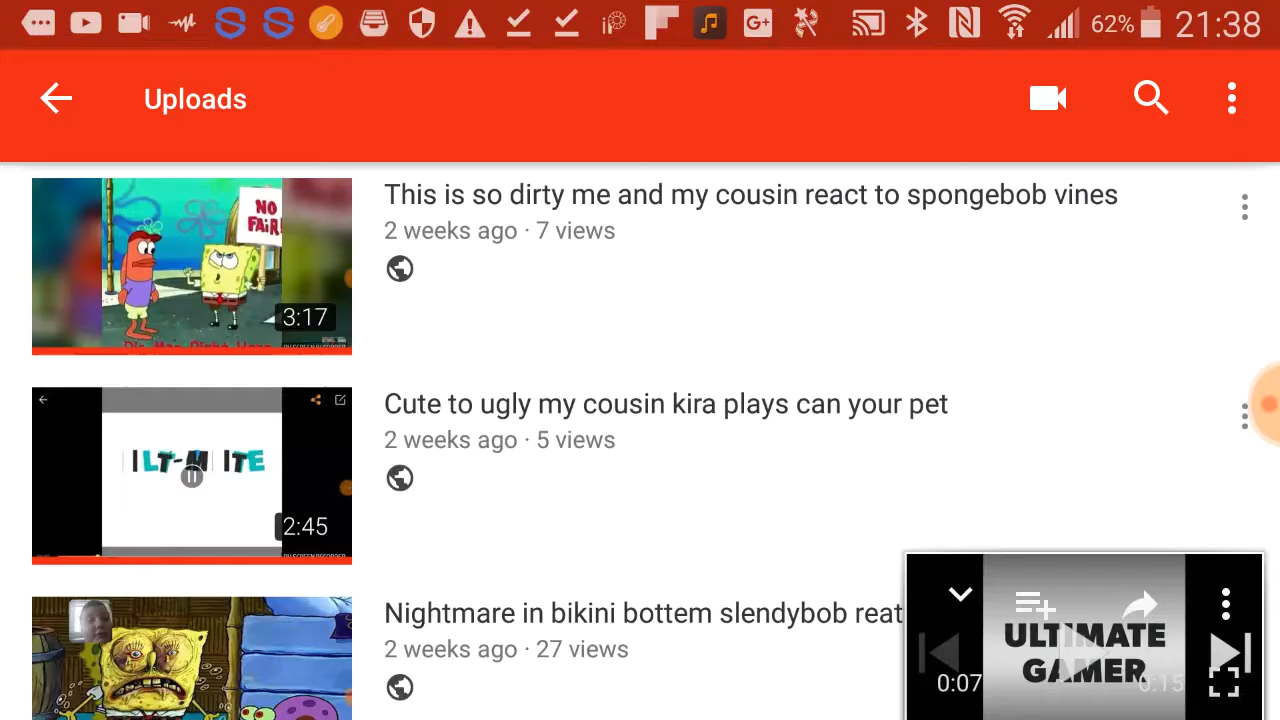 62% 21:38
Uploads
This is so dirty me and my cousin react to spongebob vines
2 weeks ago · 7 views
NO
FAIR!
3:17
Cute to ugly my cousin kira plays can your pet
2 weeks ago · 5 views
2:45
Nightmare in bikini bottem slendybob reat
2 weeks ago · 27 views
ULTIMATE
GAMER
0:07 0:15